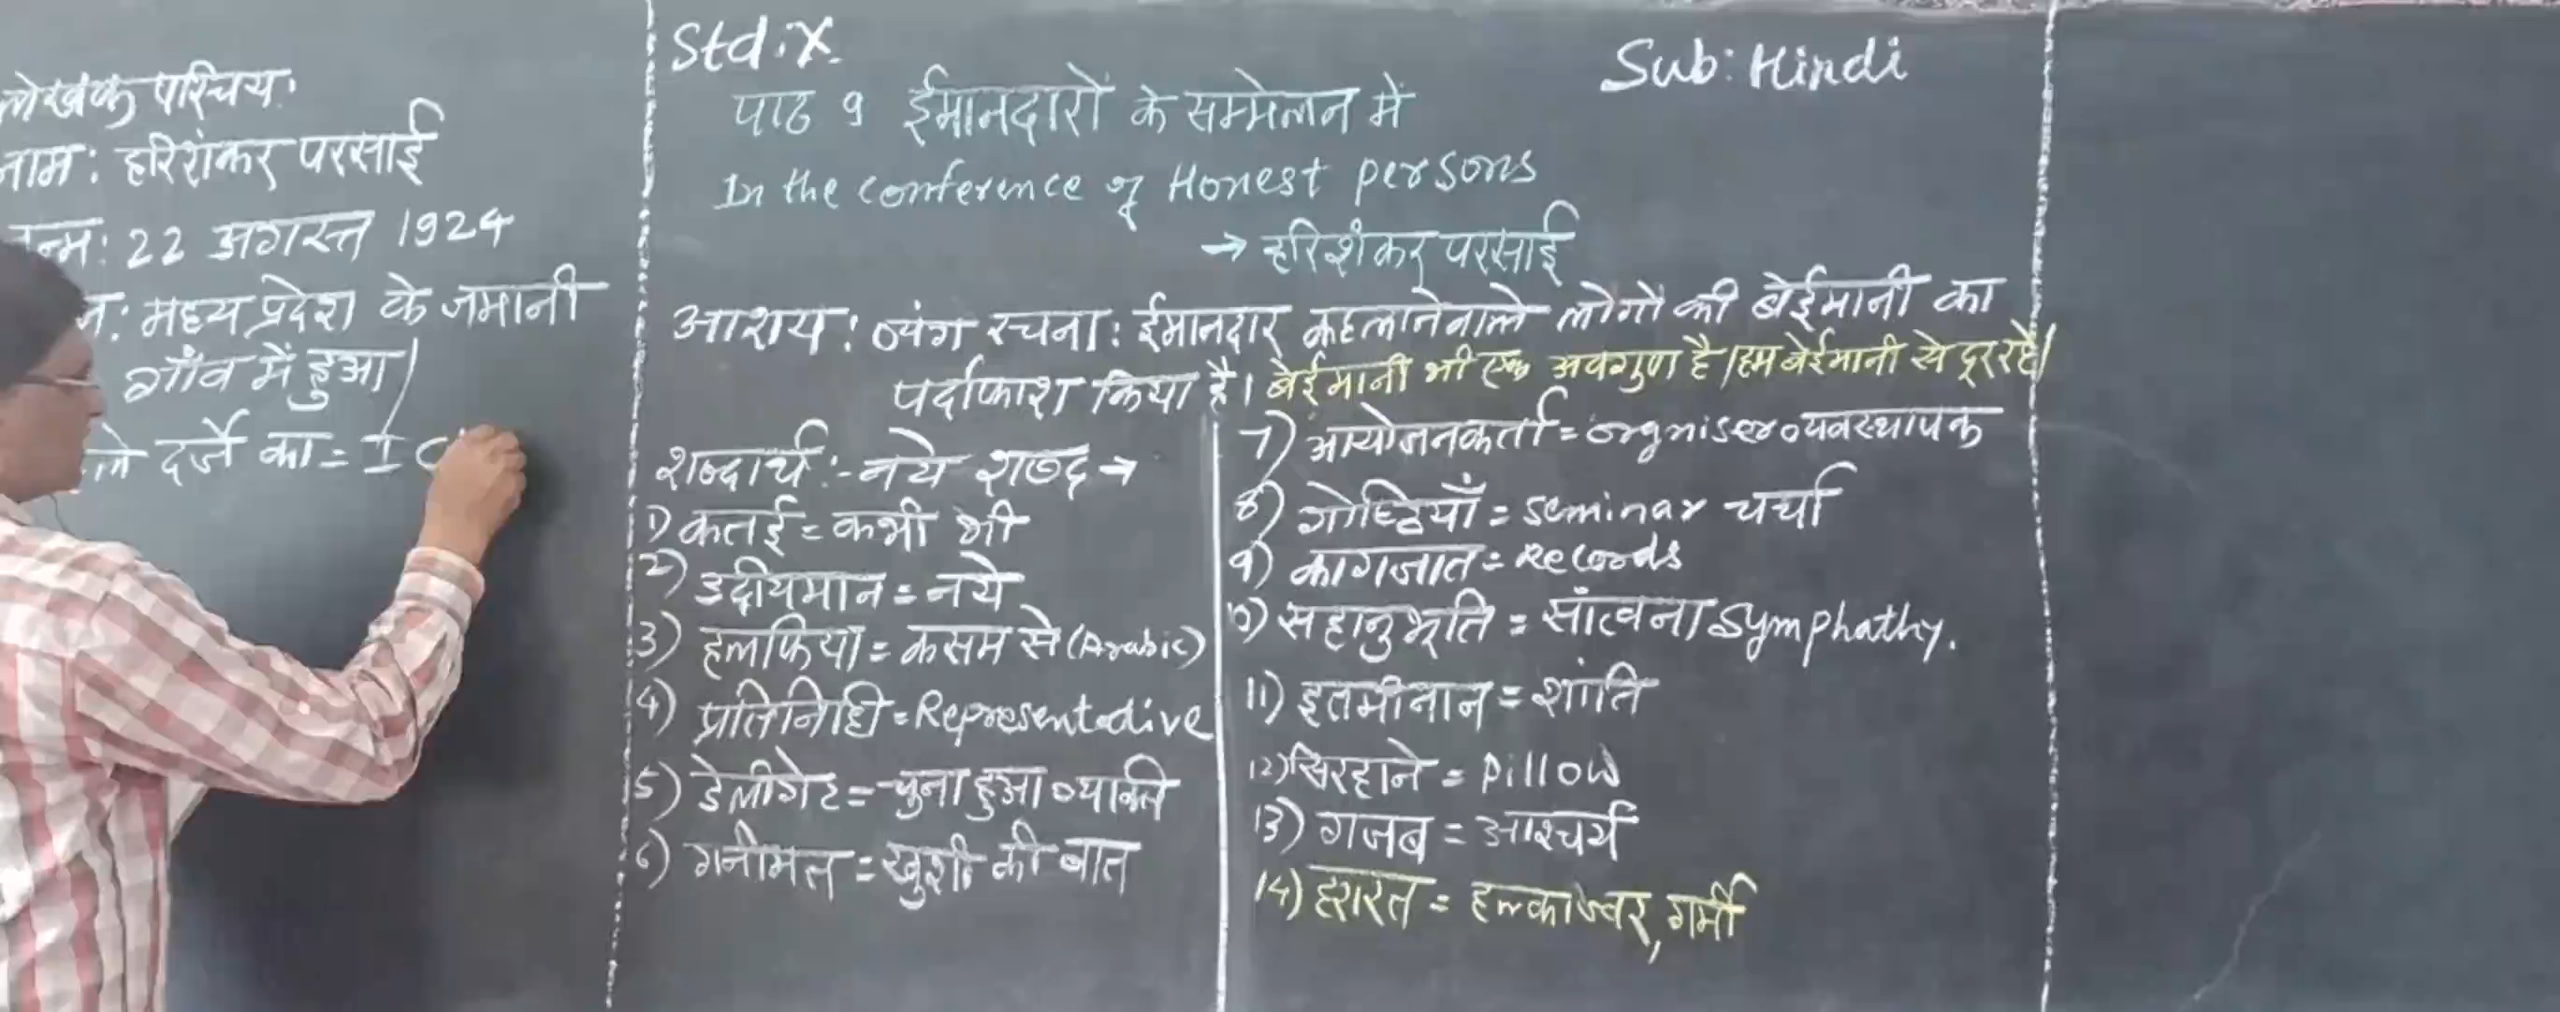 लेखक परिचय:
नाम: हरिशंकर परसाई
जन्म: 22 अगस्त 1924
मध्य प्रदेश के जमानी
गाँव में हुआ।
दर्जे का = I c
Std: X.
Sub: Hindi
पाठ 9 ईमानदारों के सम्मेलन में
In the conference of Honest persons
→ हरिशंकर परसाई
आशय: व्यंग रचना: ईमानदार कहलानेवाले लोगों की बेईमानी का
पर्दाफाश किया है। बेईमानी भी एक अवगुण है। हम बेईमानी से दूर रहें।
शब्दार्थ:- नये शब्द →
1) कतई = कभी भी
2) उदीयमान = नये
3) हलफिया = कसम से (Arabic)
4) प्रतिनिधि = Representedive
5) डेलीगेट = चुना हुआ व्यक्ति
6) गनीमत = खुशी की बात
7) आयोजनकर्ता = orgniser व्यवस्थापक
8) गोष्ठियाँ = seminar चर्चा
9) कागजात = Records
10) सहानुभूति = सांत्वना Symphathy.
11) इतमीनान = शांति
12) सिरहाने = Pillow
13) गजब = आश्चर्य
14) हरारत = हल्का ज्वर, गर्मी